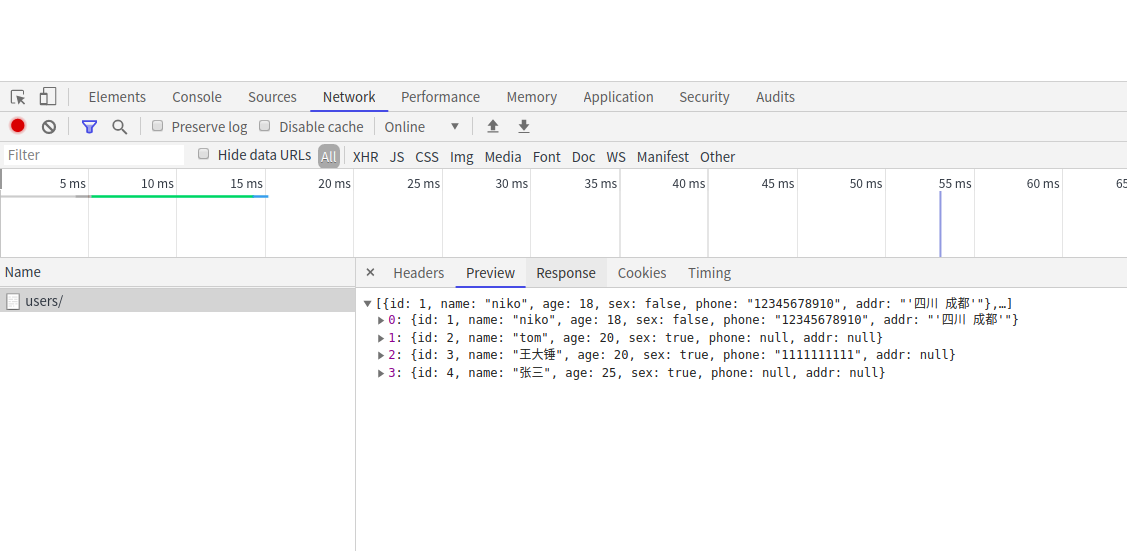 Elements Console Sources Network Performance Memory Application Security Audits
Preserve log Disable cache Online
Filter Hide data URLs All XHR JS CSS Img Media Font Doc WS Manifest Other
5 ms 10 ms 15 ms 20 ms 25 ms 30 ms 35 ms 40 ms 45 ms 50 ms 55 ms 60 ms 65
Name × Headers Preview Response Cookies Timing
users/
[{id: 1, name: "niko", age: 18, sex: false, phone: "12345678910", addr: "'四川 成都'"},…]
0: {id: 1, name: "niko", age: 18, sex: false, phone: "12345678910", addr: "'四川 成都'"}
1: {id: 2, name: "tom", age: 20, sex: true, phone: null, addr: null}
2: {id: 3, name: "王大锤", age: 20, sex: true, phone: "1111111111", addr: null}
3: {id: 4, name: "张三", age: 25, sex: true, phone: null, addr: null}